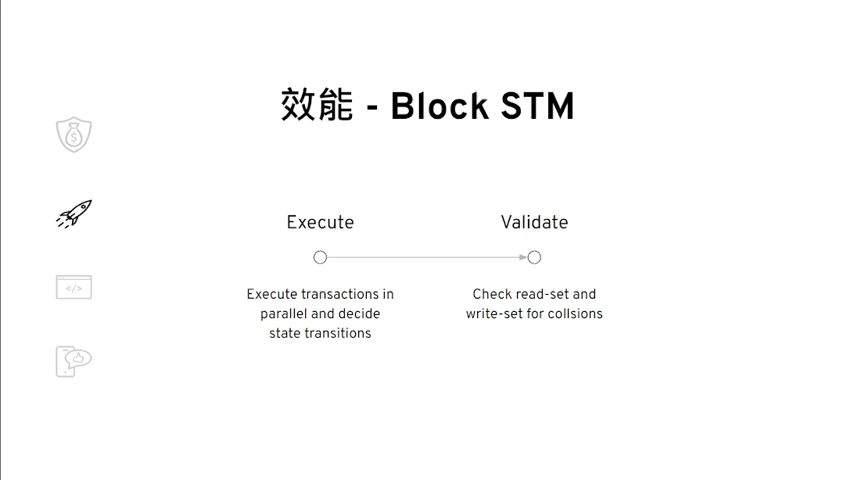 效能 - Block STM
Execute
Validate
Execute transactions in
parallel and decide
state transitions
Check read-set and
write-set for collsions